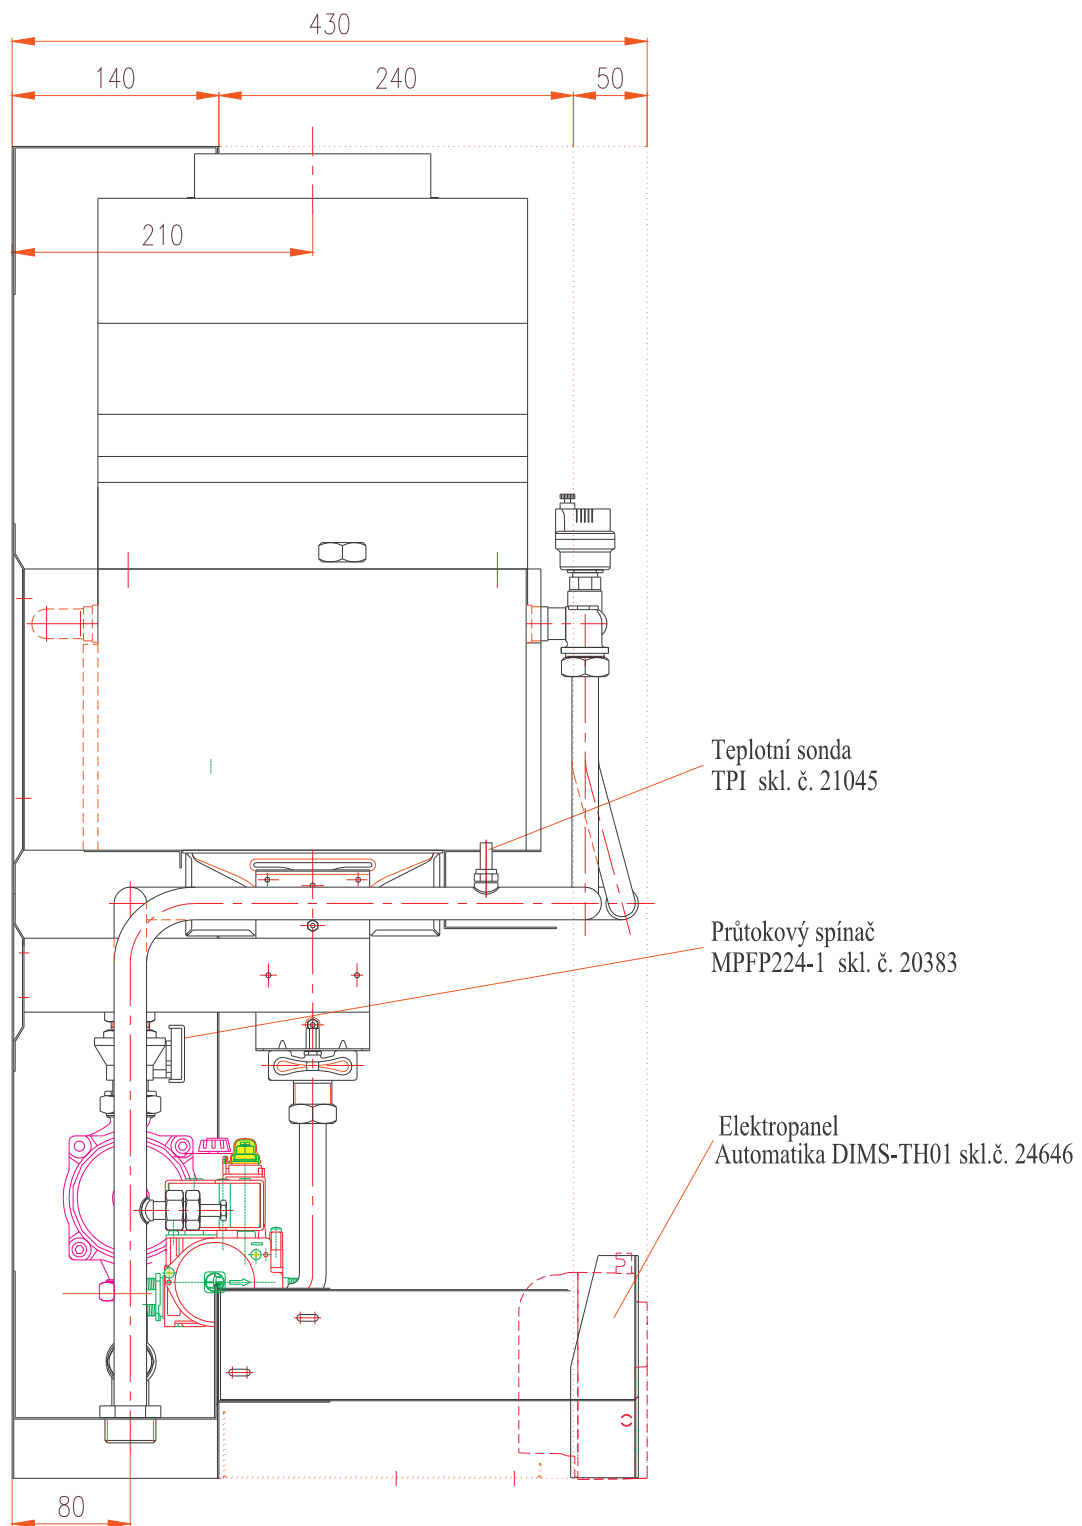 430
140
240
50
210
Teplotní sonda
TPI skl. č. 21045
Průtokový spínač
MPFP224-1 skl. č. 20383
Elektropanel
Automatika DIMS-TH01 skl.č. 24646
80